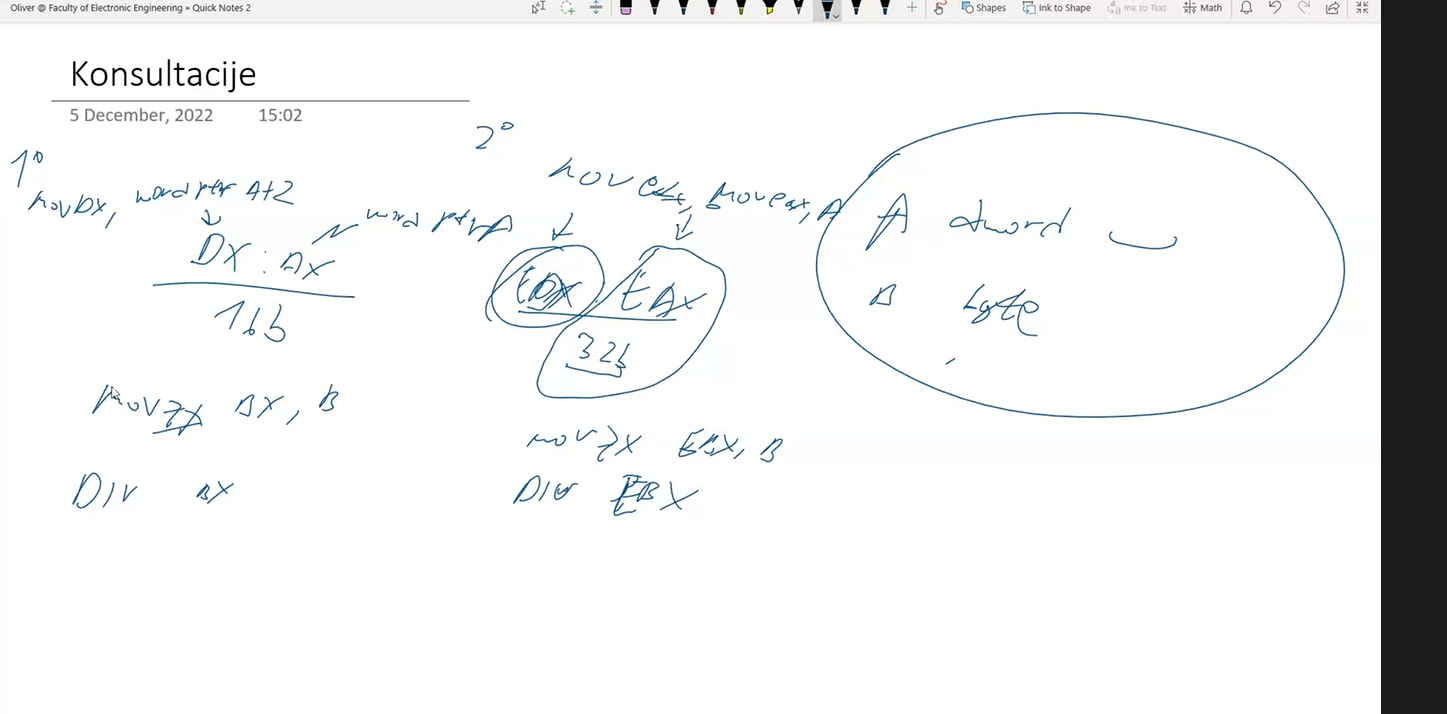 Oliver @ Faculty of Electronic Engineering » Quick Notes 2
Shapes Ink to Shape Ink to Text Math
Konsultacije
5 December, 2022 15:02
1°
mov DX, word ptr A+2
DX : AX word ptr A
16b
movzx BX, B
DIV BX
2°
mov edx, 0 mov eax, A
EDX : EAX
32b
movzx EBX, B
DIV EBX
A dword
B byte